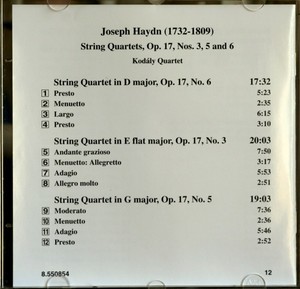 Joseph Haydn (1732-1809)
String Quartets, Op. 17, Nos. 3, 5 and 6
Kodály Quartet
String Quartet in D major, Op. 17, No. 6 17:32
1 Presto 5:23
2 Menuetto 2:35
3 Largo 6:15
4 Presto 3:10
String Quartet in E flat major, Op. 17, No. 3 20:03
5 Andante grazioso 7:50
6 Menuetto: Allegretto 3:17
7 Adagio 5:53
8 Allegro molto 2:51
String Quartet in G major, Op. 17, No. 5 19:03
9 Moderato 7:36
10 Menuetto 2:36
11 Adagio 5:46
12 Presto 2:52
8.550854 12